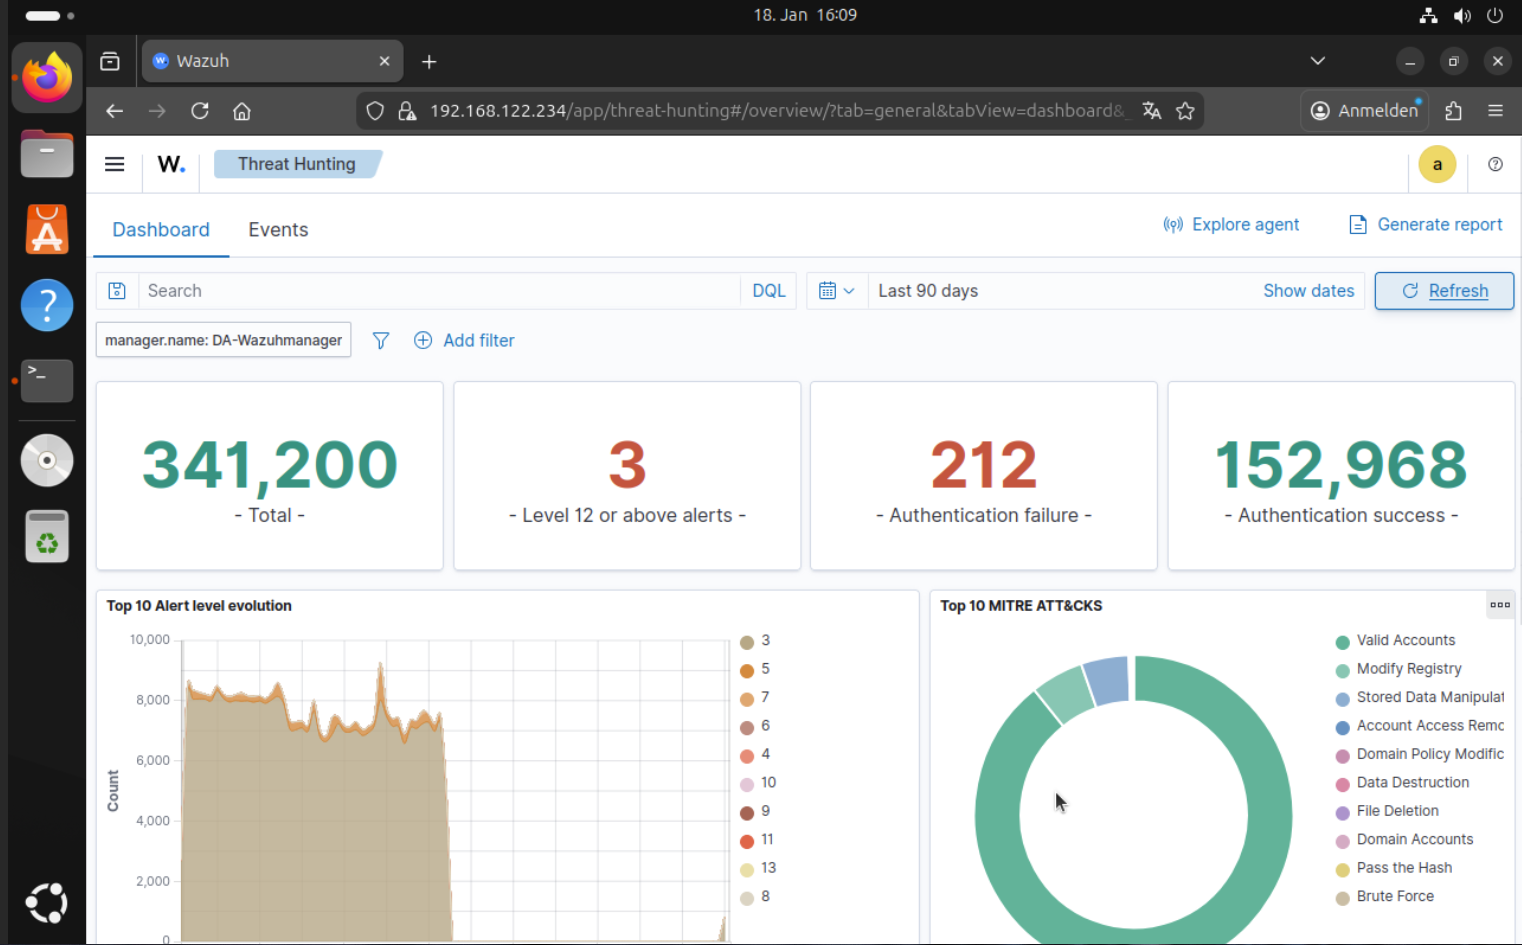 18. Jan 16:09
Wazuh
192.168.122.234/app/threat-hunting#/overview/?tab=general&tabView=dashboard&_
Anmelden
W. Threat Hunting
a
Dashboard Events
Explore agent Generate report
Search DQL
Last 90 days Show dates
Refresh
manager.name: DA-Wazuhmanager
Add filter
341,200
- Total -
3
- Level 12 or above alerts -
212
- Authentication failure -
152,968
- Authentication success -
Top 10 Alert level evolution
Count
10,000
8,000
6,000
4,000
2,000
0
3
5
7
6
4
10
9
11
13
8
Top 10 MITRE ATT&CKS
Valid Accounts
Modify Registry
Stored Data Manipulat
Account Access Remo
Domain Policy Modific
Data Destruction
File Deletion
Domain Accounts
Pass the Hash
Brute Force